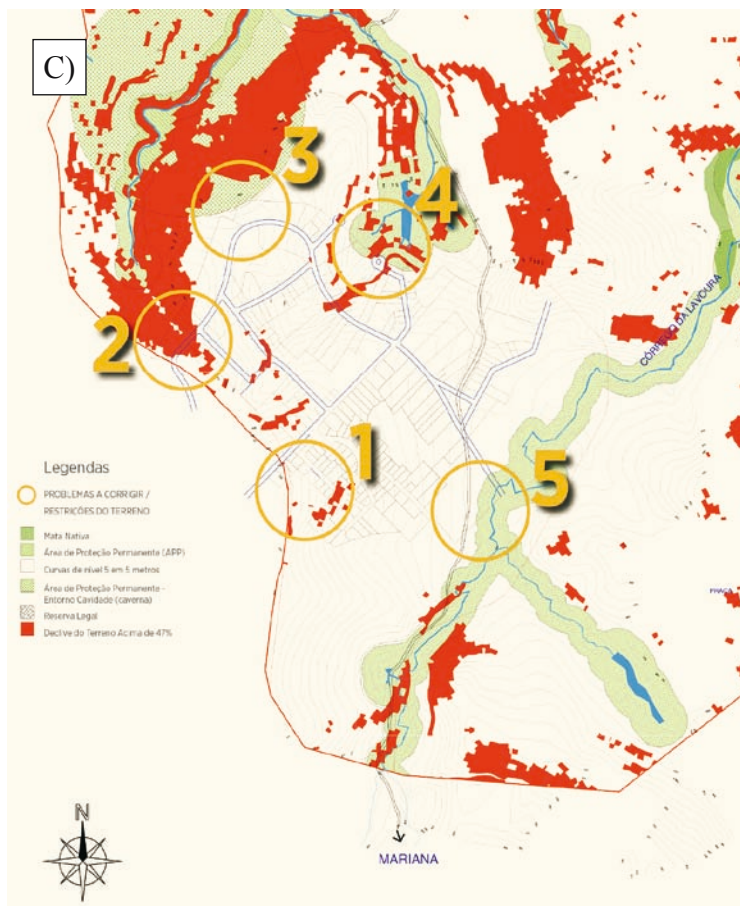 C)
3
4
2
CÓRREGO DA LAVOURA
1
5
Legendas
PROBLEMAS A CORRIGIR /
RESTRIÇÕES DO TERRENO
Mata Nativa
Área de Proteção Permanente (APP)
Curvas de nível 5 em 5 metros
Área de Proteção Permanente -
Entorno Cavidade (caverna)
Reserva Legal
Declive do Terreno Acima de 47%
PRAÇA
N
MARIANA